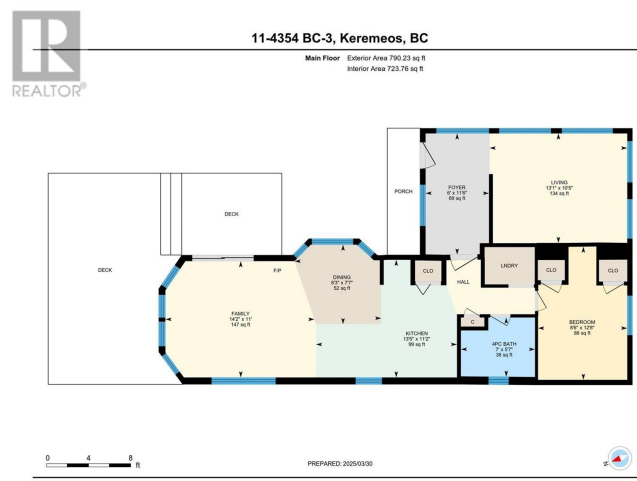 11-4354 BC-3, Keremeos, BC
Main Floor Exterior Area 790.23 sq ft
Interior Area 723.76 sq ft
R
REALTOR®
PORCH
FOYER
6' x 11'8"
69 sq ft
LIVING
13'1" x 10'5"
134 sq ft
DECK
DECK
F/P
DINING
8'3" x 7'7"
52 sq ft
CLO
HALL
LNDRY
CLO
CLO
FAMILY
14'2" x 11'
147 sq ft
KITCHEN
13'5" x 11'2"
99 sq ft
C
4PC BATH
7' x 5'7"
36 sq ft
BEDROOM
8'8" x 12'8"
88 sq ft
0 4 8
ft
PREPARED: 2025/03/30
N